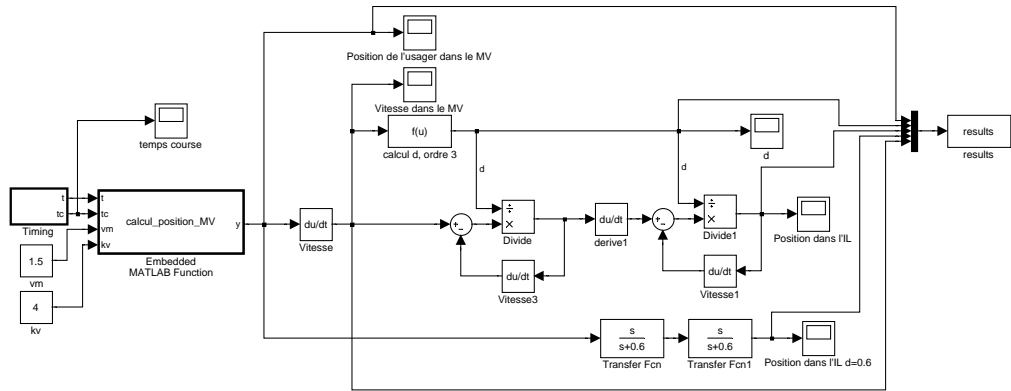 Position de l'usager dans le MV
Vitesse dans le MV
temps course
f(u)
calcul d, ordre 3
d
d
d
results
results
t
tc
Timing
t
tc
vm
kv
calcul_position_MV
y
Embedded
MATLAB Function
1.5
vm
4
kv
du/dt
Vitesse
+
−
÷
×
Divide
du/dt
Vitesse3
du/dt
derive1
+
−
÷
×
Divide1
du/dt
Vitesse1
Position dans l'IL
s
s+0.6
Transfer Fcn
s
s+0.6
Transfer Fcn1
Position dans l'IL d=0.6